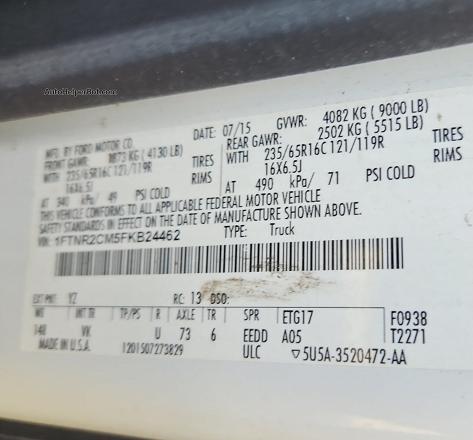 AutoHelperBot.com
MFG. BY FORD MOTOR CO.
DATE: 07/15
GVWR: 4082 KG ( 9000 LB)
FRONT GAWR: 1873 KG ( 4130 LB)
REAR GAWR: 2502 KG ( 5515 LB)
WITH 235/65R16C 121/119R TIRES
WITH 235/65R16C 121/119R TIRES
16X6.5J RIMS
16X6.5J RIMS
AT 340 kPa/ 49 PSI COLD
AT 490 kPa/ 71 PSI COLD
THIS VEHICLE CONFORMS TO ALL APPLICABLE FEDERAL MOTOR VEHICLE
SAFETY STANDARDS IN EFFECT ON THE DATE OF MANUFACTURE SHOWN ABOVE.
VIN: 1FTNR2CM5FKB24462
TYPE: Truck
EXT PNT: YZ RC: 13 DSO:
WB INT TR TP/PS R AXLE TR SPR ETG17 F0938
148 VK U 73 6 EEDD A05 T2271
MADE IN U.S.A. 1201507273829 ULC ▽5U5A-3520472-AA